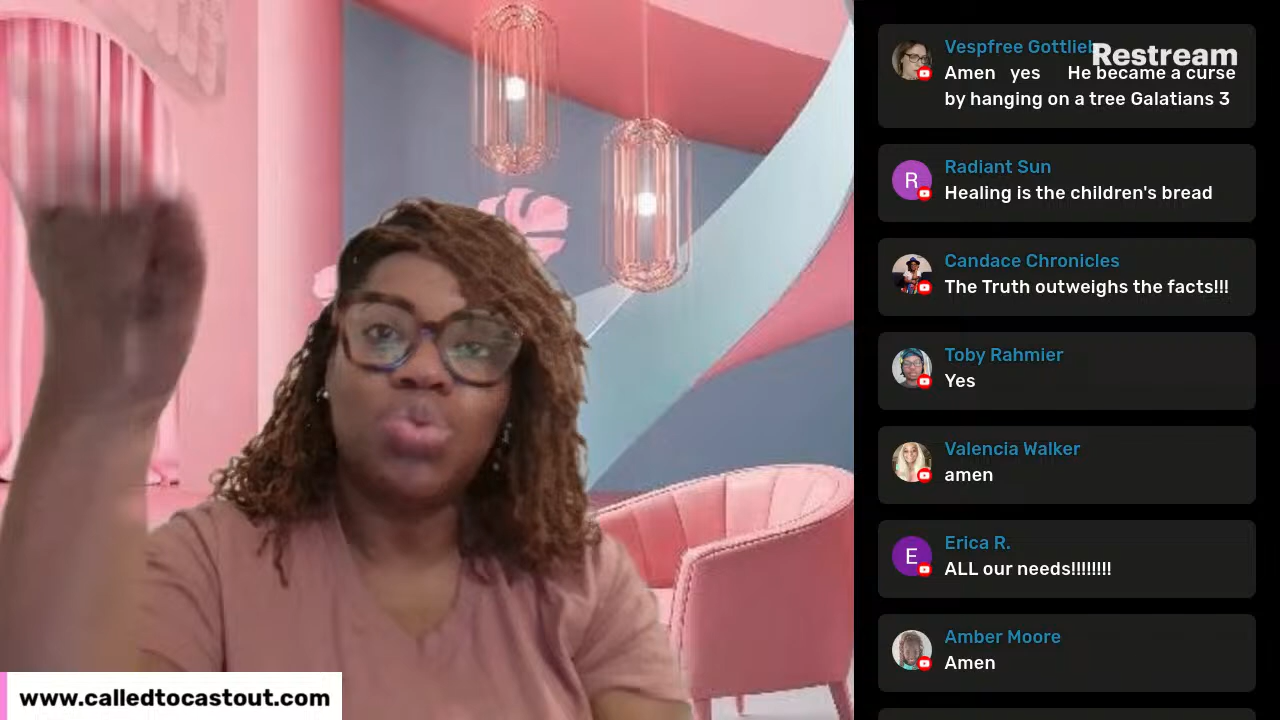 Vespfree Gottlieb
Restream
Amen yes He became a curse
by hanging on a tree Galatians 3
R
Radiant Sun
Healing is the children's bread
Candace Chronicles
The Truth outweighs the facts!!!
Toby Rahmier
Yes
Valencia Walker
amen
E
Erica R.
ALL our needs!!!!!!!!
Amber Moore
Amen
www.calledtocastout.com